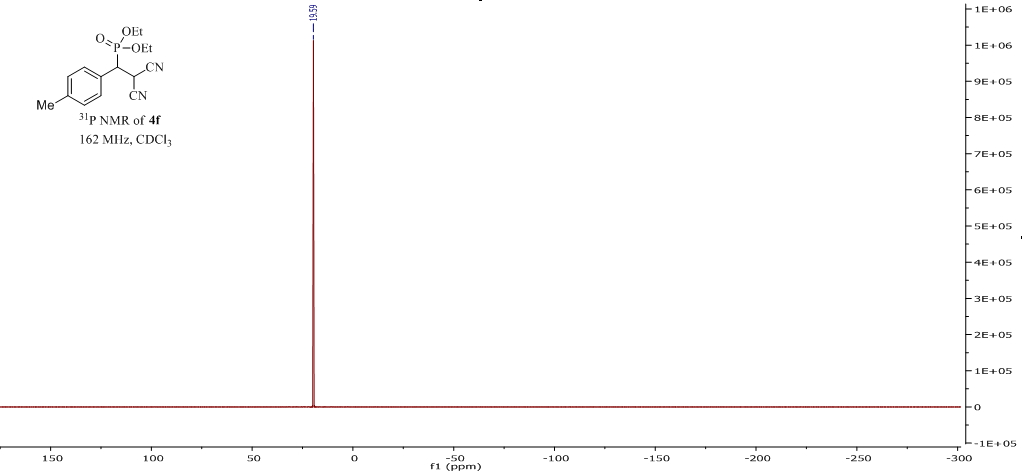 19.59
OEt
O
P
OEt
CN
CN
Me
³¹P NMR of 4f
162 MHz, CDCl₃
1E+06
1E+06
9E+05
8E+05
7E+05
6E+05
5E+05
4E+05
3E+05
2E+05
1E+05
0
-1E+05
150 100 50 0 -50 -100 -150 -200 -250 -300
f1 (ppm)